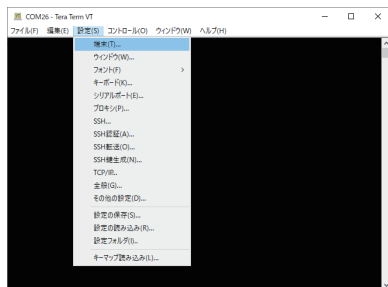 COM26 - Tera Term VT
ファイル(F) 編集(E) 設定(S) コントロール(O) ウィンドウ(W) ヘルプ(H)
端末(T)...
ウィンドウ(W)...
フォント(F)
キーボード(K)...
シリアルポート(E)...
プロキシ(P)...
SSH...
SSH認証(A)...
SSH転送(O)...
SSH鍵生成(N)...
TCP/IP...
全般(G)...
その他の設定(D)...
設定の保存(S)...
設定の読み込み(R)...
設定フォルダ(I)..
キーマップ読み込み(L)...